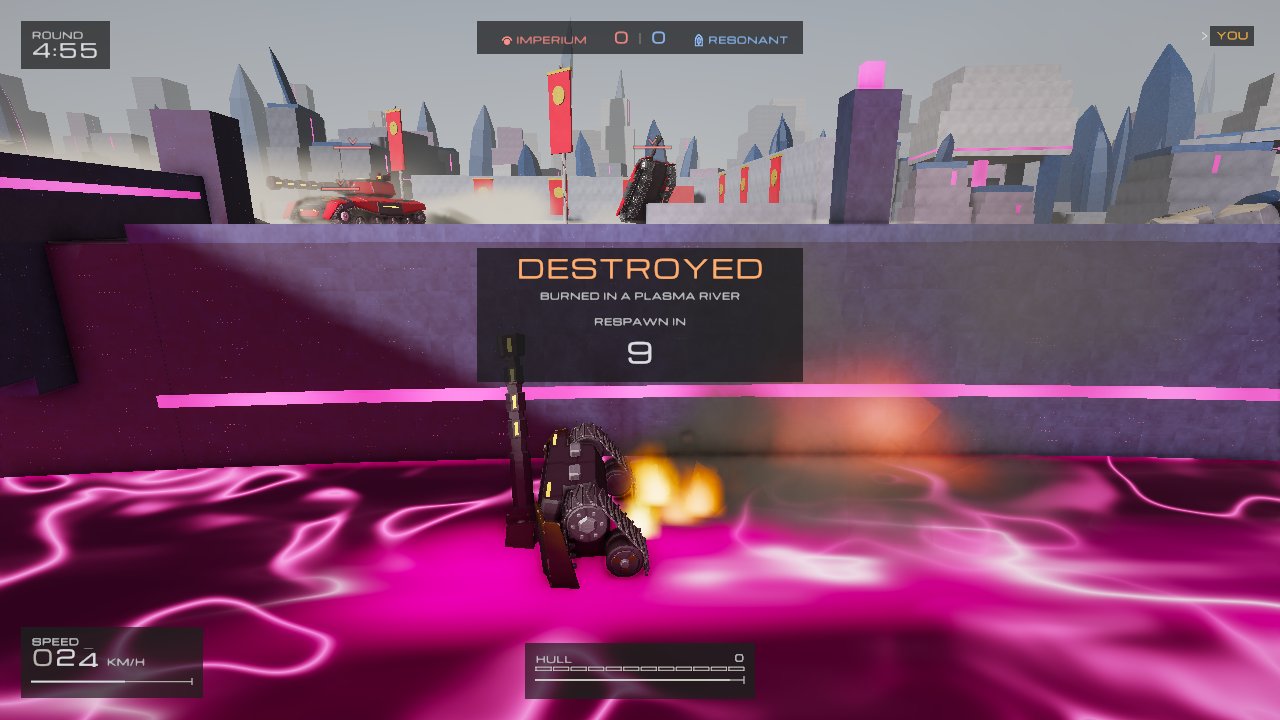 ROUND
4:55
IMPERIUM 0 | 0 RESONANT
> YOU
DESTROYED
BURNED IN A PLASMA RIVER
RESPAWN IN
9
SPEED
024 KM/H
HULL 0